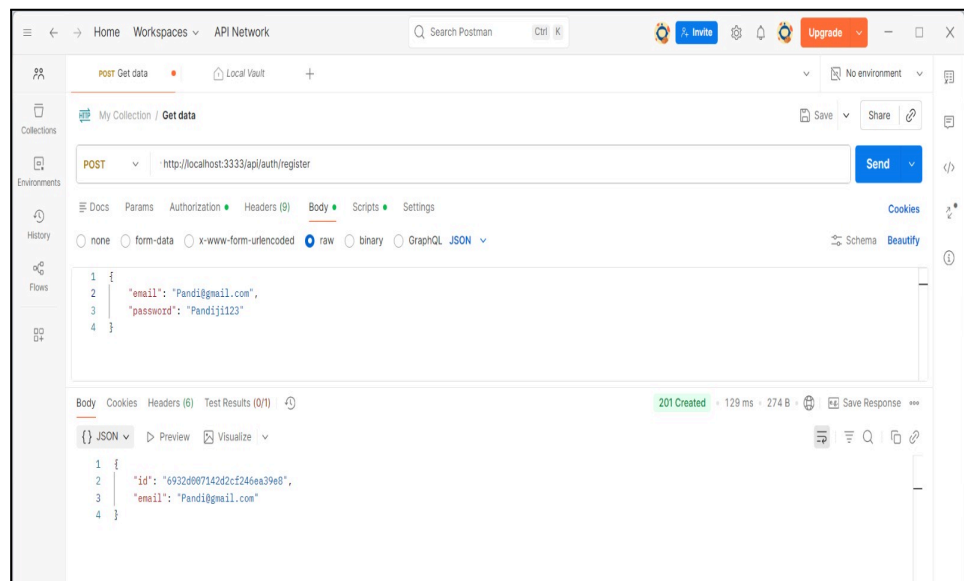 Home Workspaces API Network Search Postman Ctrl K Invite Upgrade
POST Get data Local Vault No environment
My Collection / Get data Save Share
Collections
Environments
History
Flows
POST http://localhost:3333/api/auth/register Send
Docs Params Authorization Headers (9) Body Scripts Settings Cookies
none form-data x-www-form-urlencoded raw binary GraphQL JSON Schema Beautify
1 {
2 "email": "Pandi@gmail.com",
3 "password": "Pandiji123"
4 }
Body Cookies Headers (6) Test Results (0/1) 201 Created 129 ms 274 B Save Response
{} JSON Preview Visualize
1 {
2 "id": "6932d007142d2cf246ea39e8",
3 "email": "Pandi@gmail.com"
4 }